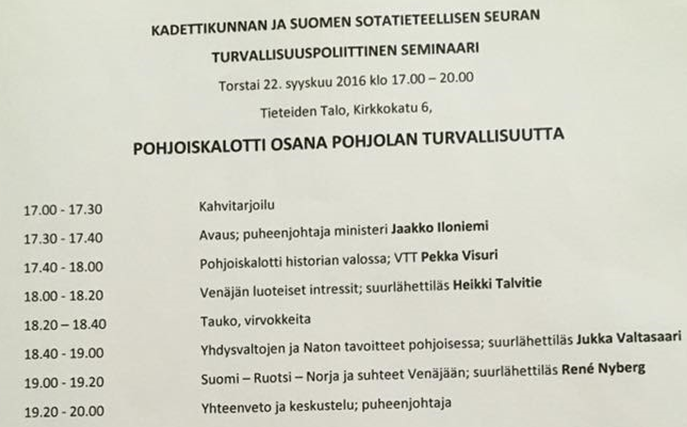 KADETTIKUNNAN JA SUOMEN SOTATIETEELLISEN SEURAN
TURVALLISUUSPOLIITTINEN SEMINAARI
Torstai 22. syyskuu 2016 klo 17.00 – 20.00
Tieteiden Talo, Kirkkokatu 6,
POHJOISKALOTTI OSANA POHJOLAN TURVALLISUUTTA
17.00 - 17.30 Kahvitarjoilu
17.30 - 17.40 Avaus; puheenjohtaja ministeri Jaakko Iloniemi
17.40 - 18.00 Pohjoiskalotti historian valossa; VTT Pekka Visuri
18.00 - 18.20 Venäjän luoteiset intressit; suurlähettiläs Heikki Talvitie
18.20 – 18.40 Tauko, virvokkeita
18.40 - 19.00 Yhdysvaltojen ja Naton tavoitteet pohjoisessa; suurlähettiläs Jukka Valtasaari
19.00 - 19.20 Suomi – Ruotsi – Norja ja suhteet Venäjään; suurlähettiläs René Nyberg
19.20 - 20.00 Yhteenveto ja keskustelu; puheenjohtaja